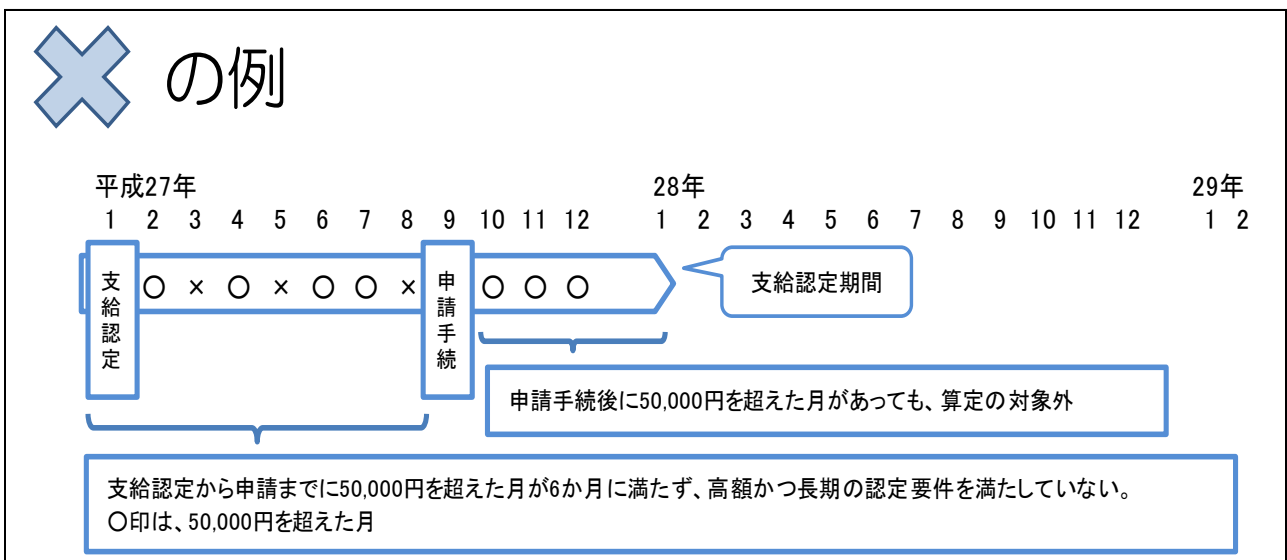 の例
平成27年 28年 29年
1 2 3 4 5 6 7 8 9 10 11 12 1 2 3 4 5 6 7 8 9 10 11 12 1 2
支給認定
〇 × 〇 × 〇 〇 ×
申請手続
〇 〇 〇
支給認定期間
申請手続後に50,000円を超えた月があっても、算定の対象外
支給認定から申請までに50,000円を超えた月が6か月に満たず、高額かつ長期の認定要件を満たしていない。
〇印は、50,000円を超えた月